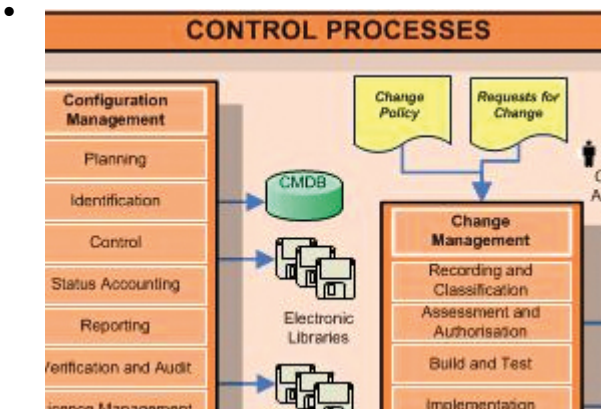 CONTROL PROCESSES
Configuration
Management
Planning
Identification
Control
Status Accounting
Reporting
Verification and Audit
Management
CMDB
Electronic
Libraries
Change
Policy
Requests for
Change
Change
Management
Recording and
Classification
Assessment and
Authorisation
Build and Test
Implementation